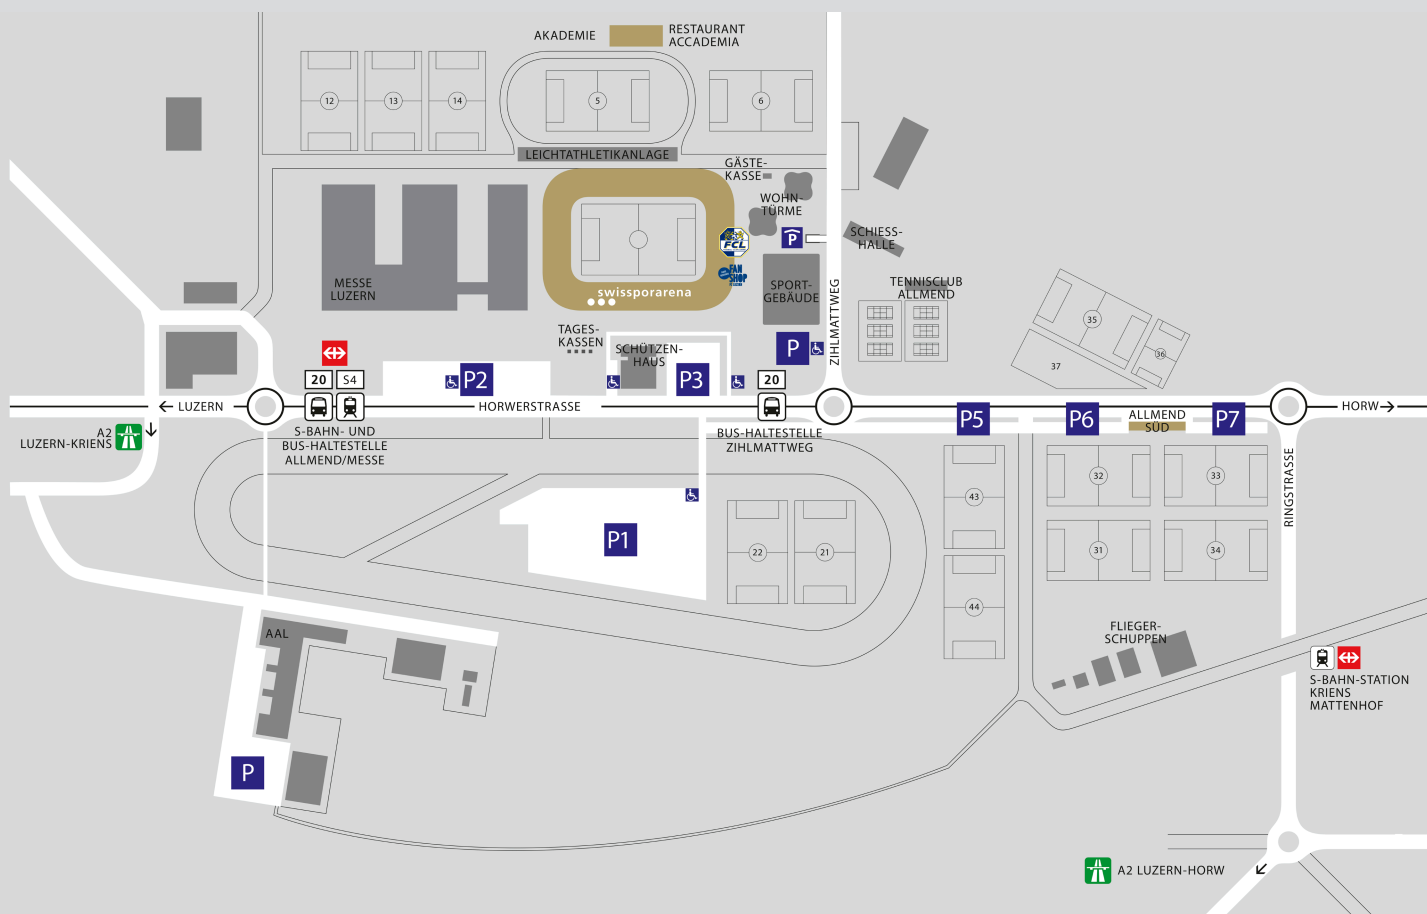 AKADEMIE
RESTAURANT
ACCADEMIA
12
13
14
5
6
LEICHTATHLETIKANLAGE
GÄSTE-
KASSE
WOHN-
TÜRME
P
SCHIESS-
HALLE
FCL
FAN
SHOP
MESSE
LUZERN
swissporarena
SPORT-
GEBÄUDE
ZIHLMATTWEG
TENNISCLUB
ALLMEND
35
36
37
TAGES-
KASSEN
SCHÜTZEN-
HAUS
P
20
S4
P2
P3
20
LUZERN
HORWERSTRASSE
HORW
A2
LUZERN-KRIENS
S-BAHN- UND
BUS-HALTESTELLE
ALLMEND/MESSE
BUS-HALTESTELLE
ZIHLMATTWEG
P5
P6
ALLMEND
SÜD
P7
RINGSTRASSE
43
32
33
P1
22
21
31
34
44
AAL
FLIEGER-
SCHUPPEN
S-BAHN-STATION
KRIENS
MATTENHOF
P
A2 LUZERN-HORW